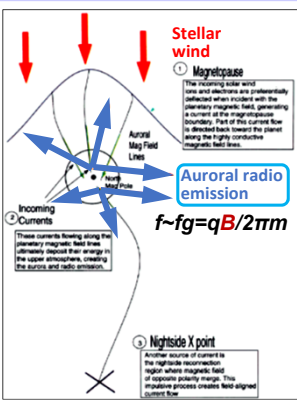 Stellar
wind
1 Magnetopause
The incoming solar wind
ions and electrons are preferentially
deflected when incident with the
planetary magnetic field, generating
a current at the magnetopause
boundary. Part of this current flow
is directed back toward the planet
along the highly conductive
magnetic field lines.
Auroral
Mag Field
Lines
North
Mag Pole
Auroral radio
emission
f~fg=qB/2πm
2 Incoming
Currents
These currents flowing along the
planetary magnetic field lines
ultimately deposit their energy in
the upper atmosphere, creating
the aurora and radio emission.
3 Nightside X point
Another source of current is
the nightside reconnection
region where magnetic field
of opposite polarity merge. This
impulsive process creates field-aligned
current flow